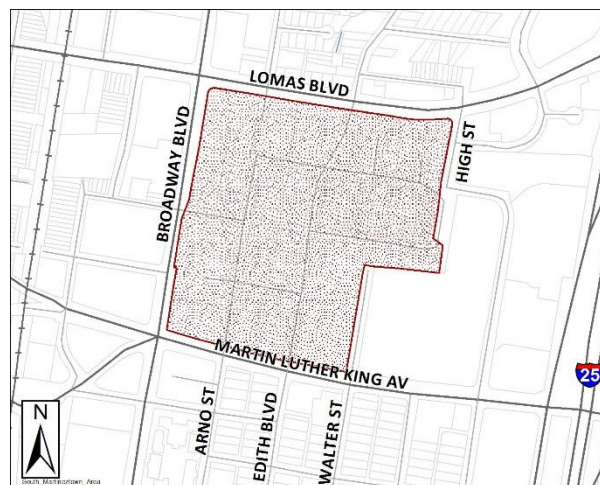 LOMAS BLVD
BROADWAY BLVD
HIGH ST
MARTIN LUTHER KING AV
ARNO ST
EDITH BLVD
WALTER ST
25
N
South_Martineztown_Area